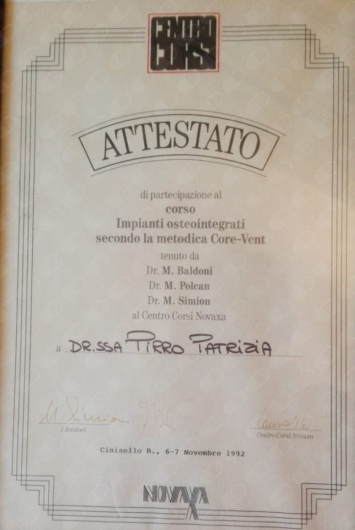 CENTRO
CORSI
ATTESTATO
di partecipazione al
corso
Impianti osteointegrati
secondo la metodica Core-Vent
tenuto da
Dr. M. Baldoni
Dr. M. Polcan
Dr. M. Simion
al Centro Corsi Novaxa
a DR.SSA PIRRO PATRIZIA
M. Simion
I Relatori
Centro Corsi Novaxa
Cinisello B., 6-7 Novembre 1992
NOVAXA